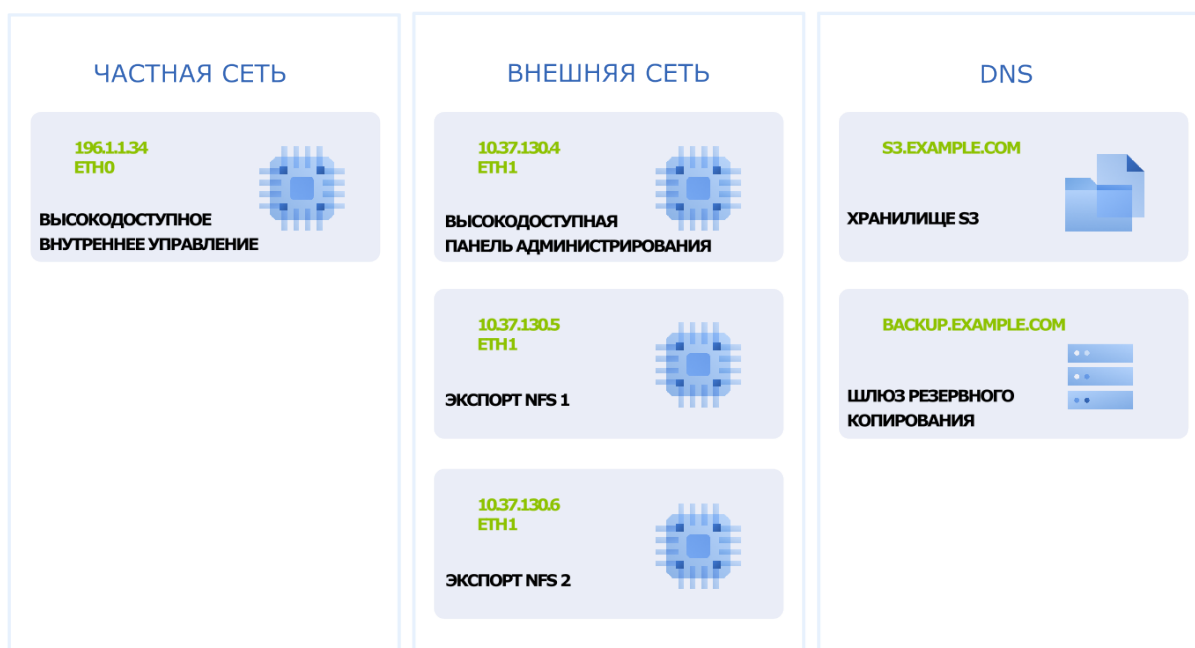 ЧАСТНАЯ СЕТЬ
196.1.1.34
ETH0
ВЫСОКОДОСТУПНОЕ
ВНУТРЕННЕЕ УПРАВЛЕНИЕ
ВНЕШНЯЯ СЕТЬ
10.37.130.4
ETH1
ВЫСОКОДОСТУПНАЯ
ПАНЕЛЬ АДМИНИСТРИРОВАНИЯ
10.37.130.5
ETH1
ЭКСПОРТ NFS 1
10.37.130.6
ETH1
ЭКСПОРТ NFS 2
DNS
S3.EXAMPLE.COM
ХРАНИЛИЩЕ S3
BACKUP.EXAMPLE.COM
ШЛЮЗ РЕЗЕРВНОГО
КОПИРОВАНИЯ